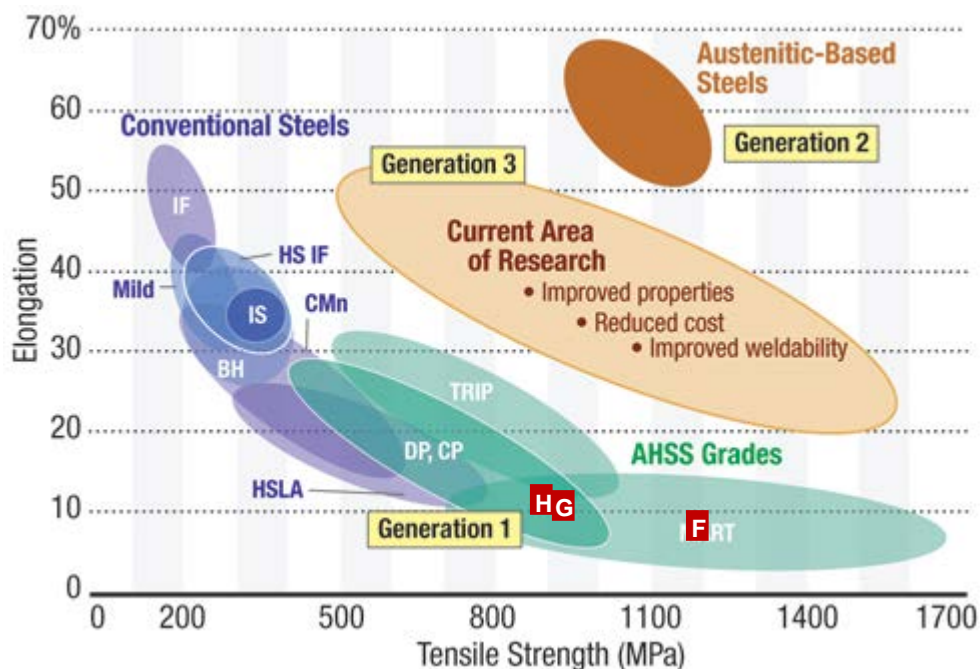 70%
60
50
40
30
20
10
0
Elongation
Austenitic-Based
Steels
Generation 2
Conventional Steels
Generation 3
IF
HS IF
Mild
IS
CMn
BH
Current Area
of Research
• Improved properties
• Reduced cost
• Improved weldability
TRIP
DP, CP
AHSS Grades
HSLA
Generation 1
H
G
F
RT
0 200 500 800 1100 1400 1700
Tensile Strength (MPa)